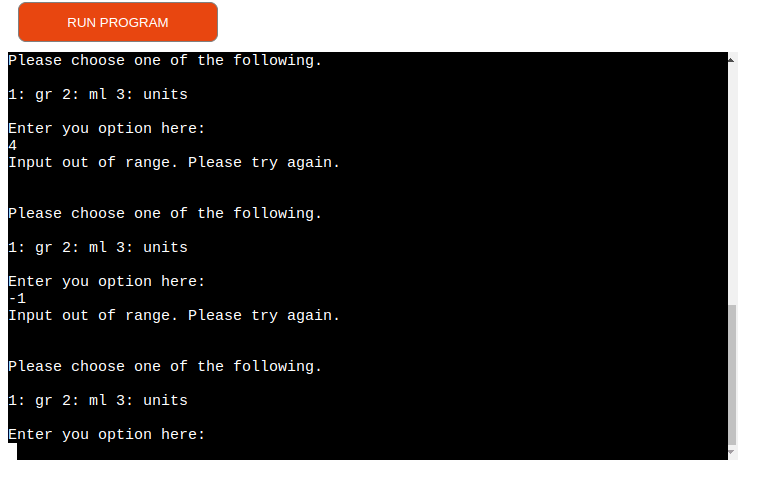 RUN PROGRAM
Please choose one of the following.
1: gr 2: ml 3: units
Enter you option here:
4
Input out of range. Please try again.
Please choose one of the following.
1: gr 2: ml 3: units
Enter you option here:
-1
Input out of range. Please try again.
Please choose one of the following.
1: gr 2: ml 3: units
Enter you option here: